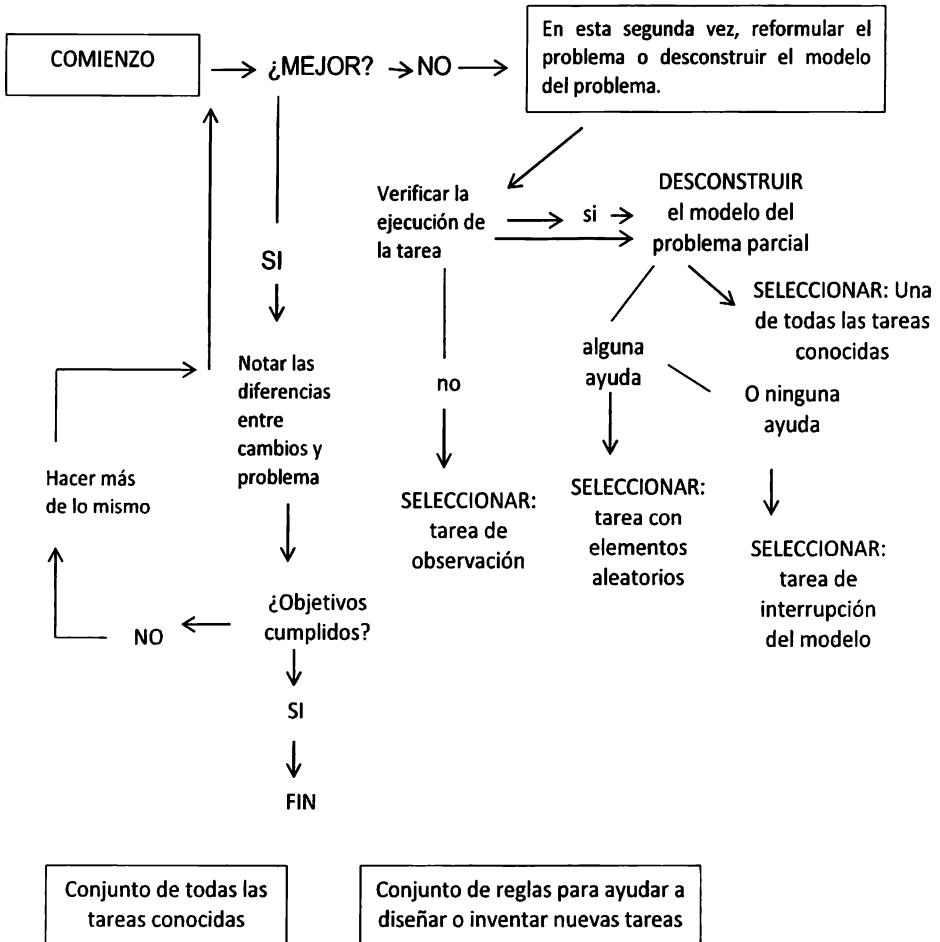 COMIENZO
¿MEJOR?
NO
En esta segunda vez, reformular el
problema o desconstruir el modelo
del problema.
Verificar la
ejecución de
la tarea
si
DESCONSTRUIR
el modelo del
problema parcial
SI
SELECCIONAR: Una
de todas las tareas
conocidas
Notar las
diferencias
entre
cambios y
problema
no
alguna
ayuda
O ninguna
ayuda
Hacer más
de lo mismo
SELECCIONAR:
tarea de
observación
SELECCIONAR:
tarea con
elementos
aleatorios
SELECCIONAR:
tarea de
interrupción
del modelo
¿Objetivos
cumplidos?
NO
SI
FIN
Conjunto de todas las
tareas conocidas
Conjunto de reglas para ayudar a
diseñar o inventar nuevas tareas